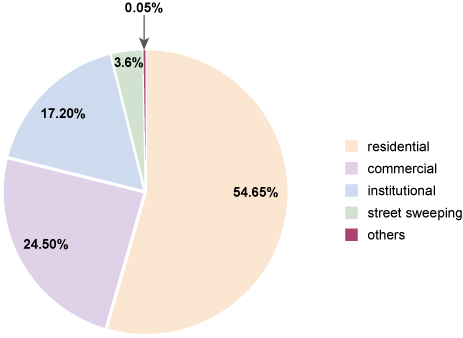 0.05%
3.6%
17.20%
54.65%
24.50%
residential
commercial
institutional
street sweeping
others